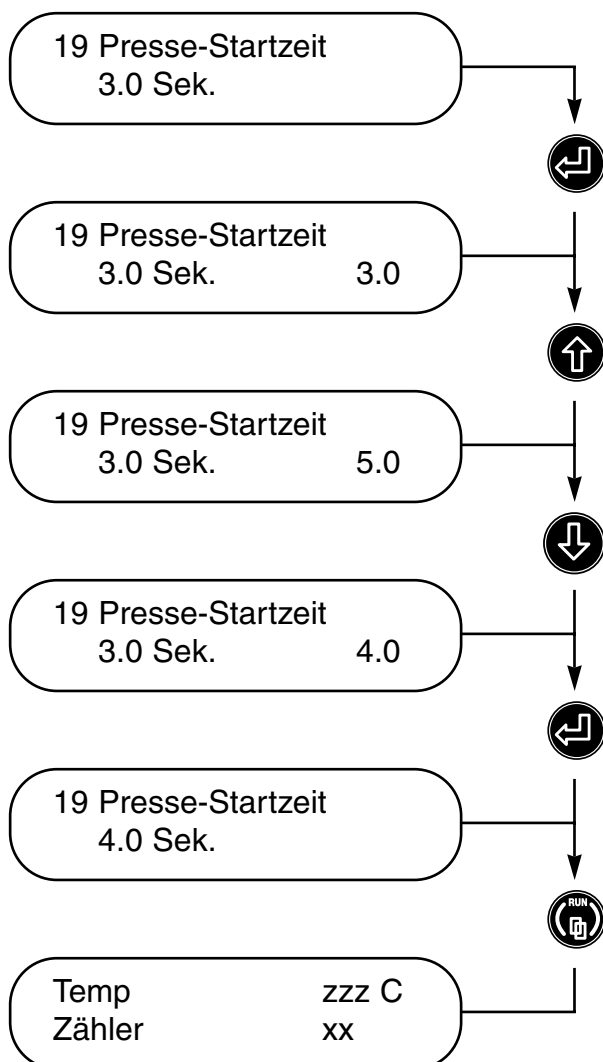 19 Presse-Startzeit
3.0 Sek.
19 Presse-Startzeit
3.0 Sek. 3.0
19 Presse-Startzeit
3.0 Sek. 5.0
19 Presse-Startzeit
3.0 Sek. 4.0
19 Presse-Startzeit
4.0 Sek.
RUN
Temp zzz C
Zähler xx